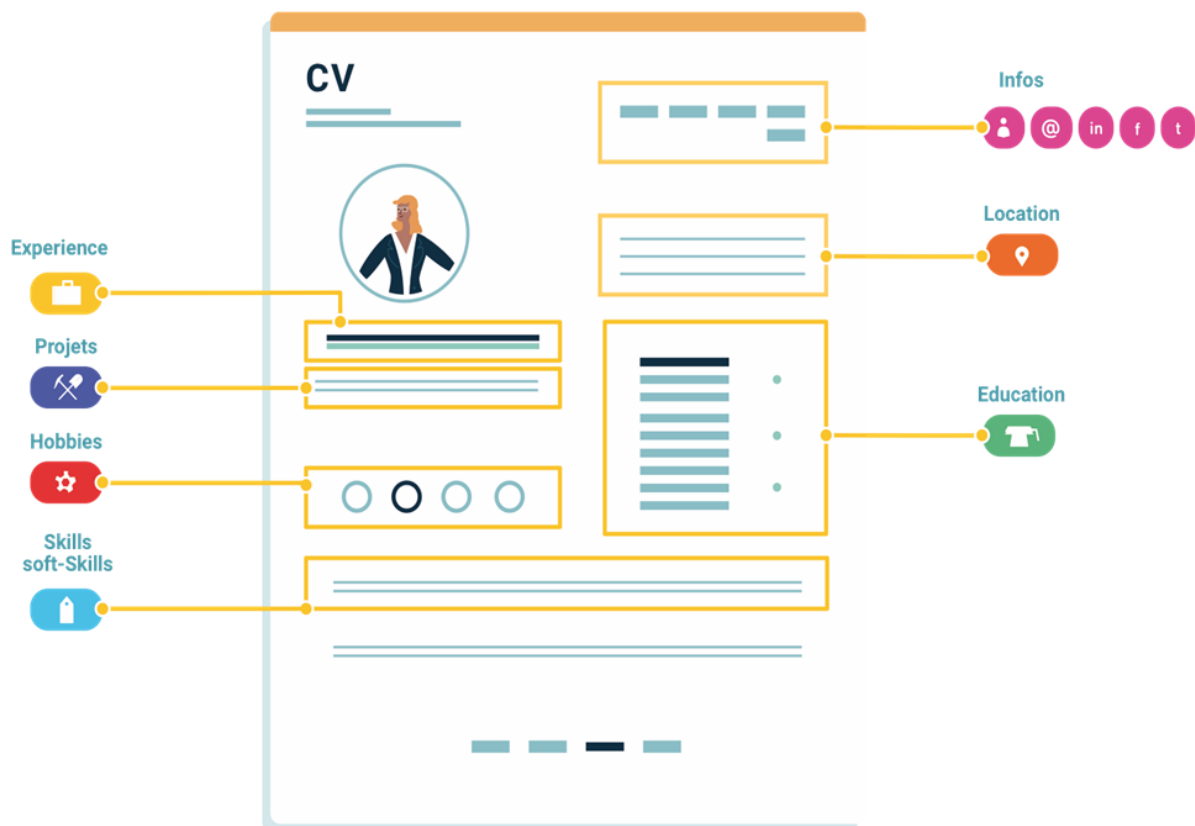 CV
Infos
@
in
f
t
Location
Experience
Projets
Education
Hobbies
Skills
soft-Skills